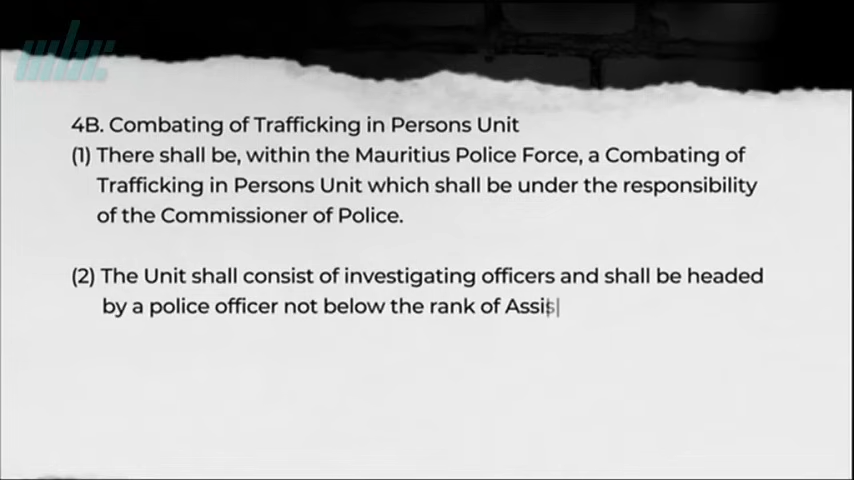 mbc
4B. Combating of Trafficking in Persons Unit
(1) There shall be, within the Mauritius Police Force, a Combating of
Trafficking in Persons Unit which shall be under the responsibility
of the Commissioner of Police.
(2) The Unit shall consist of investigating officers and shall be headed
by a police officer not below the rank of Assis